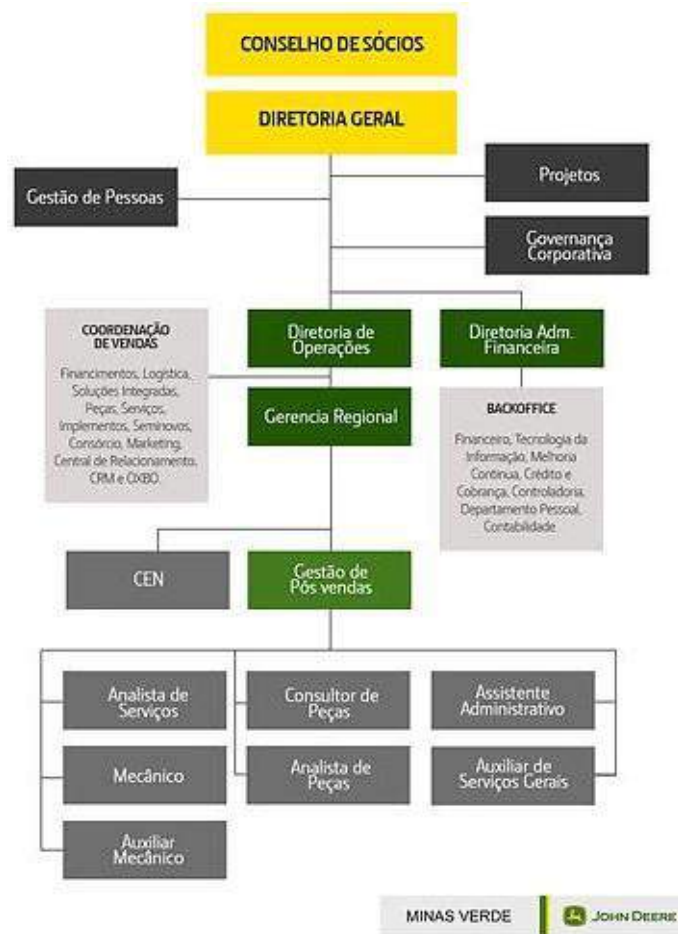 CONSELHO DE SÓCIOS
DIRETORIA GERAL
Gestão de Pessoas
Projetos
Governança
Corporativa
COORDENAÇÃO
DE VENDAS
Financimentos, Logística,
Soluções Integradas,
Peças, Serviços,
Implementos, Seminovos,
Consórcio, Marketing,
Central de Relacionamento,
CRM e OXBO.
Diretoria de
Operações
Diretoria Adm.
Financeira
Gerencia Regional
BACKOFFICE
Financeiro, Tecnologia da
Informação, Melhoria
Contínua, Crédito e
Cobrança, Controladoria,
Departamento Pessoal,
Contabilidade
CEN
Gestão de
Pós vendas
Analista de
Serviços
Consultor de
Peças
Assistente
Administrativo
Mecânico
Analista de
Peças
Auxiliar de
Serviços Gerais
Auxiliar
Mecânico
MINAS VERDE
JOHN DEERE